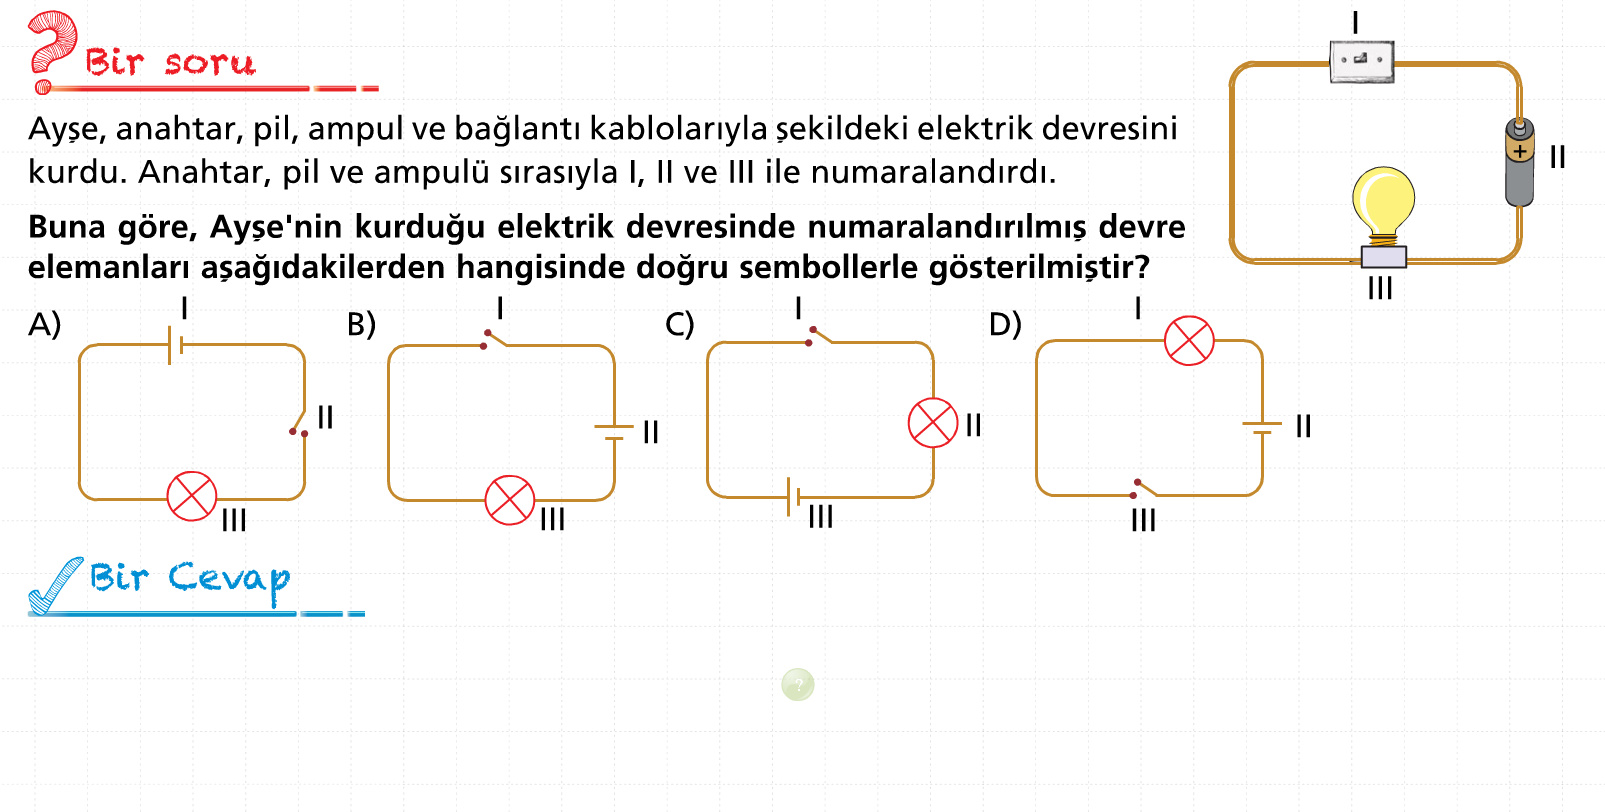 Bir soru
Ayşe, anahtar, pil, ampul ve bağlantı kablolarıyla şekildeki elektrik devresini
kurdu. Anahtar, pil ve ampulü sırasıyla I, II ve III ile numaralandırdı.
Buna göre, Ayşe'nin kurduğu elektrik devresinde numaralandırılmış devre
elemanları aşağıdakilerden hangisinde doğru sembollerle gösterilmiştir?
I
+
II
III
A)
I
II
III
B)
I
II
III
C)
I
II
III
D)
I
II
III
Bir Cevap
?